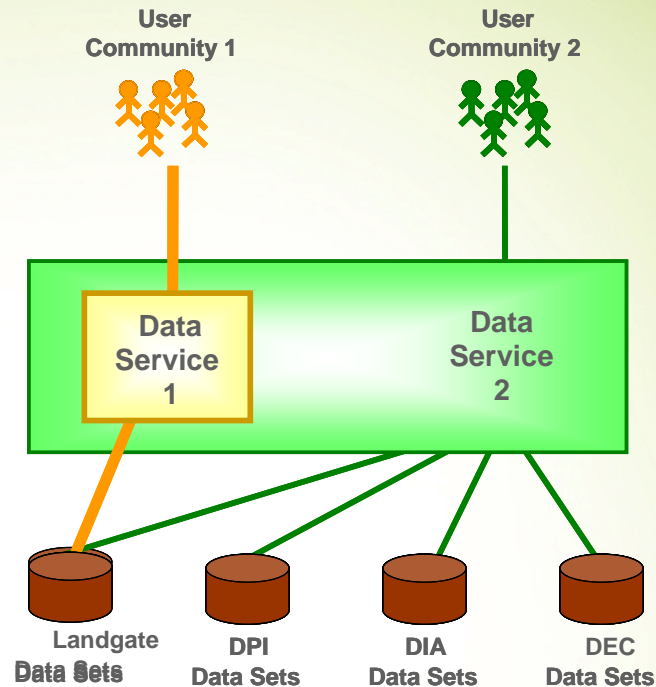 User
Community 1
User
Community 2
Data
Service
1
Data
Service
2
Landgate
Data Sets
DPI
Data Sets
DIA
Data Sets
DEC
Data Sets